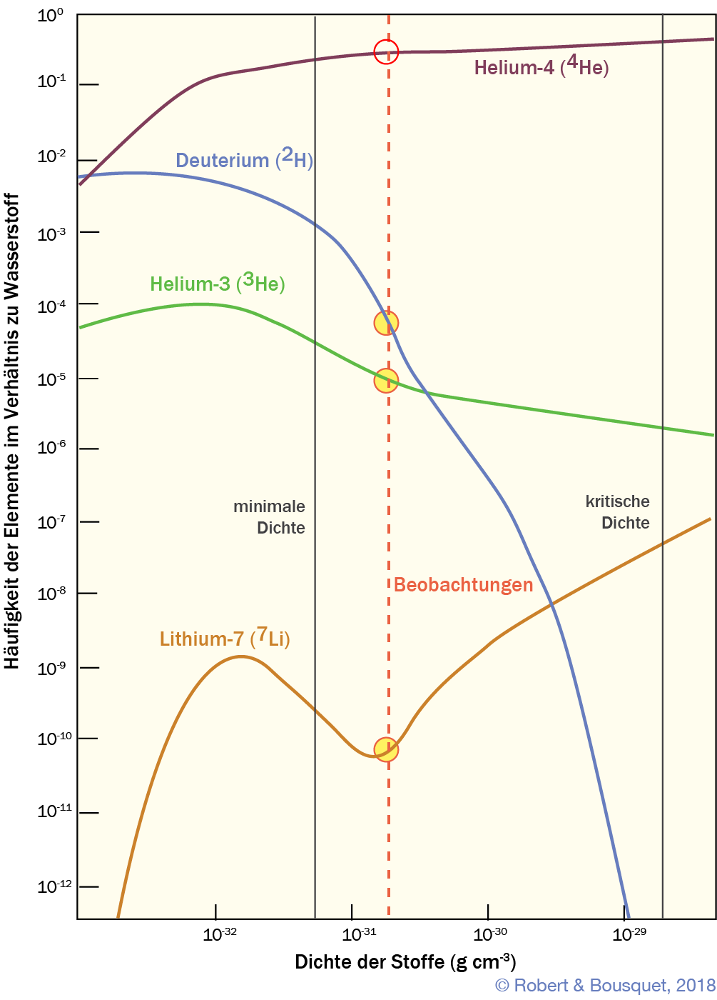 10⁰
10⁻¹
10⁻²
10⁻³
10⁻⁴
10⁻⁵
10⁻⁶
10⁻⁷
10⁻⁸
10⁻⁹
10⁻¹⁰
10⁻¹¹
10⁻¹²
Häufigkeit der Elemente im Verhältnis zu Wasserstoff
Helium-4 (⁴He)
Deuterium (²H)
Helium-3 (³He)
minimale
Dichte
kritische
Dichte
Beobachtungen
Lithium-7 (⁷Li)
10⁻³²
10⁻³¹
10⁻³⁰
10⁻²⁹
Dichte der Stoffe (g cm⁻³)
© Robert & Bousquet, 2018